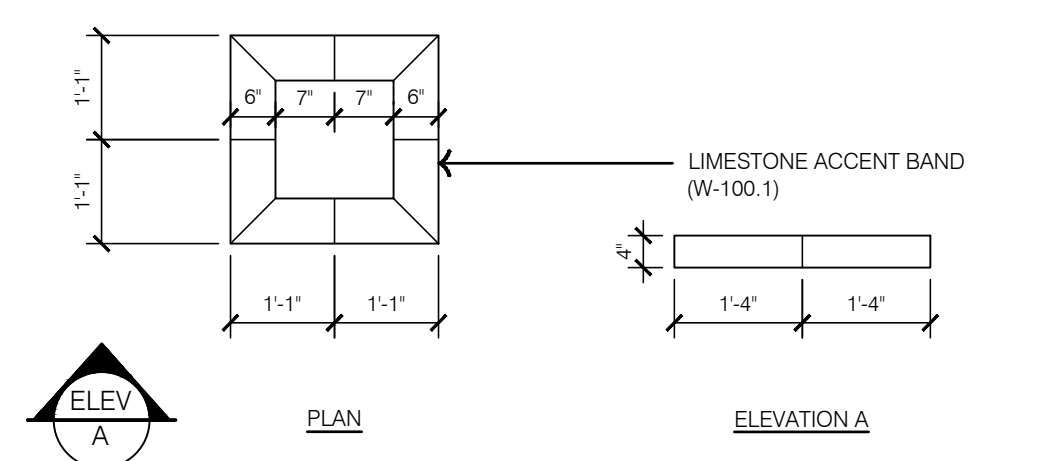 1'-1"
1'-1"
6" 7" 7" 6"
1'-1" 1'-1"
LIMESTONE ACCENT BAND
(W-100.1)
4"
1'-4" 1'-4"
ELEV
A
PLAN
ELEVATION A